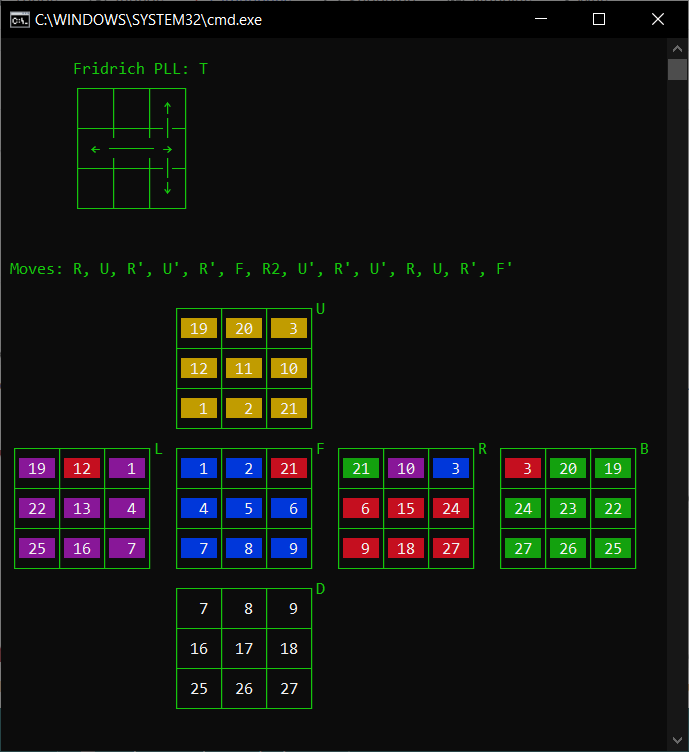 C:\WINDOWS\SYSTEM32\cmd.exe
Fridrich PLL: T
Moves: R, U, R', U', R', F, R2, U', R', U', R, U, R', F'
U
19 20 3
12 11 10
1 2 21
L F R B
19 12 1 1 2 21 21 10 3 3 20 19
22 13 4 4 5 6 6 15 24 24 23 22
25 16 7 7 8 9 9 18 27 27 26 25
D
7 8 9
16 17 18
25 26 27